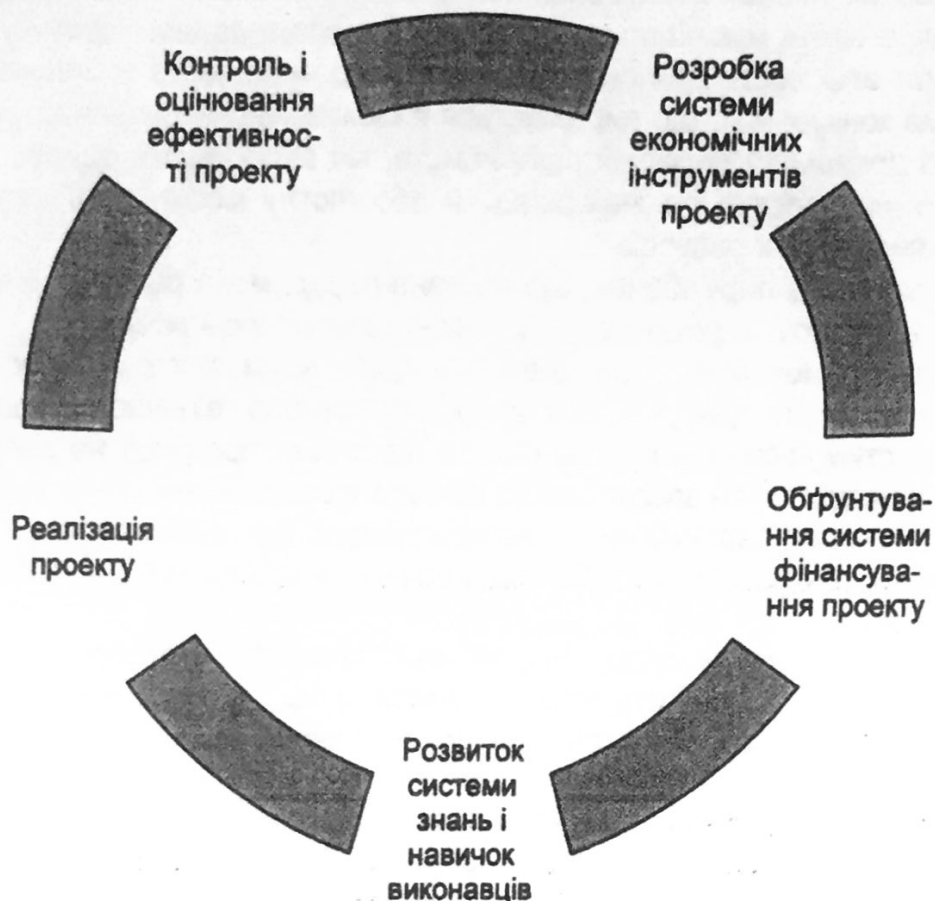 Контроль і
оцінювання
ефективнос-
ті проекту
Розробка
системи
економічних
інструментів
проекту
Обґрунтува-
ння системи
фінансува-
ння проекту
Розвиток
системи
знань і
навичок
виконавців
Реалізація
проекту